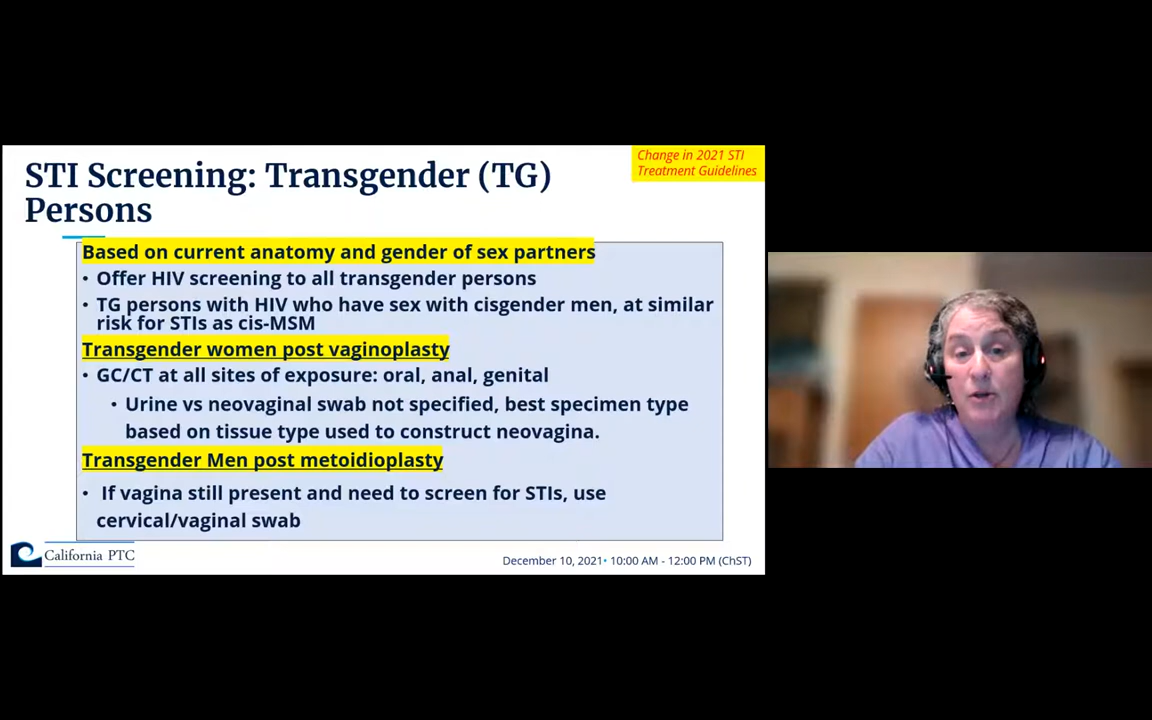 STI Screening: Transgender (TG)
Persons
Change in 2021 STI
Treatment Guidelines
Based on current anatomy and gender of sex partners
• Offer HIV screening to all transgender persons
• TG persons with HIV who have sex with cisgender men, at similar
risk for STIs as cis-MSM
Transgender women post vaginoplasty
• GC/CT at all sites of exposure: oral, anal, genital
• Urine vs neovaginal swab not specified, best specimen type
based on tissue type used to construct neovagina.
Transgender Men post metoidioplasty
• If vagina still present and need to screen for STIs, use
cervical/vaginal swab
California PTC
December 10, 2021• 10:00 AM - 12:00 PM (ChST)